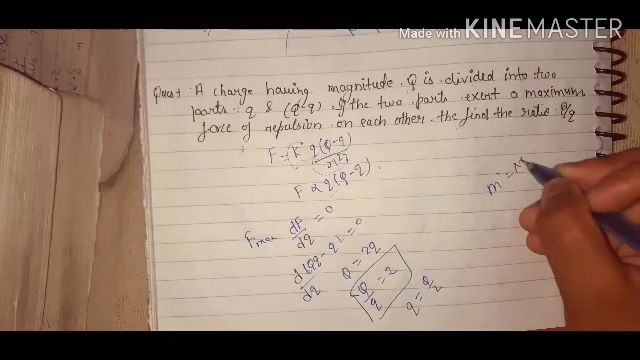 Made with KINEMASTER
Ques: A charge having magnitude Q is divided into two
parts q & (Q-q) If the two parts exert a maximum
force of repulsion on each other. the find the ratio Q/q
F = K q(Q-q)
F ∝ q(Q-q).
Fmax dF/dq = 0
d(Qq - q²)/dq = 0
Q = 2q
Q/q = 2
q = Q/2